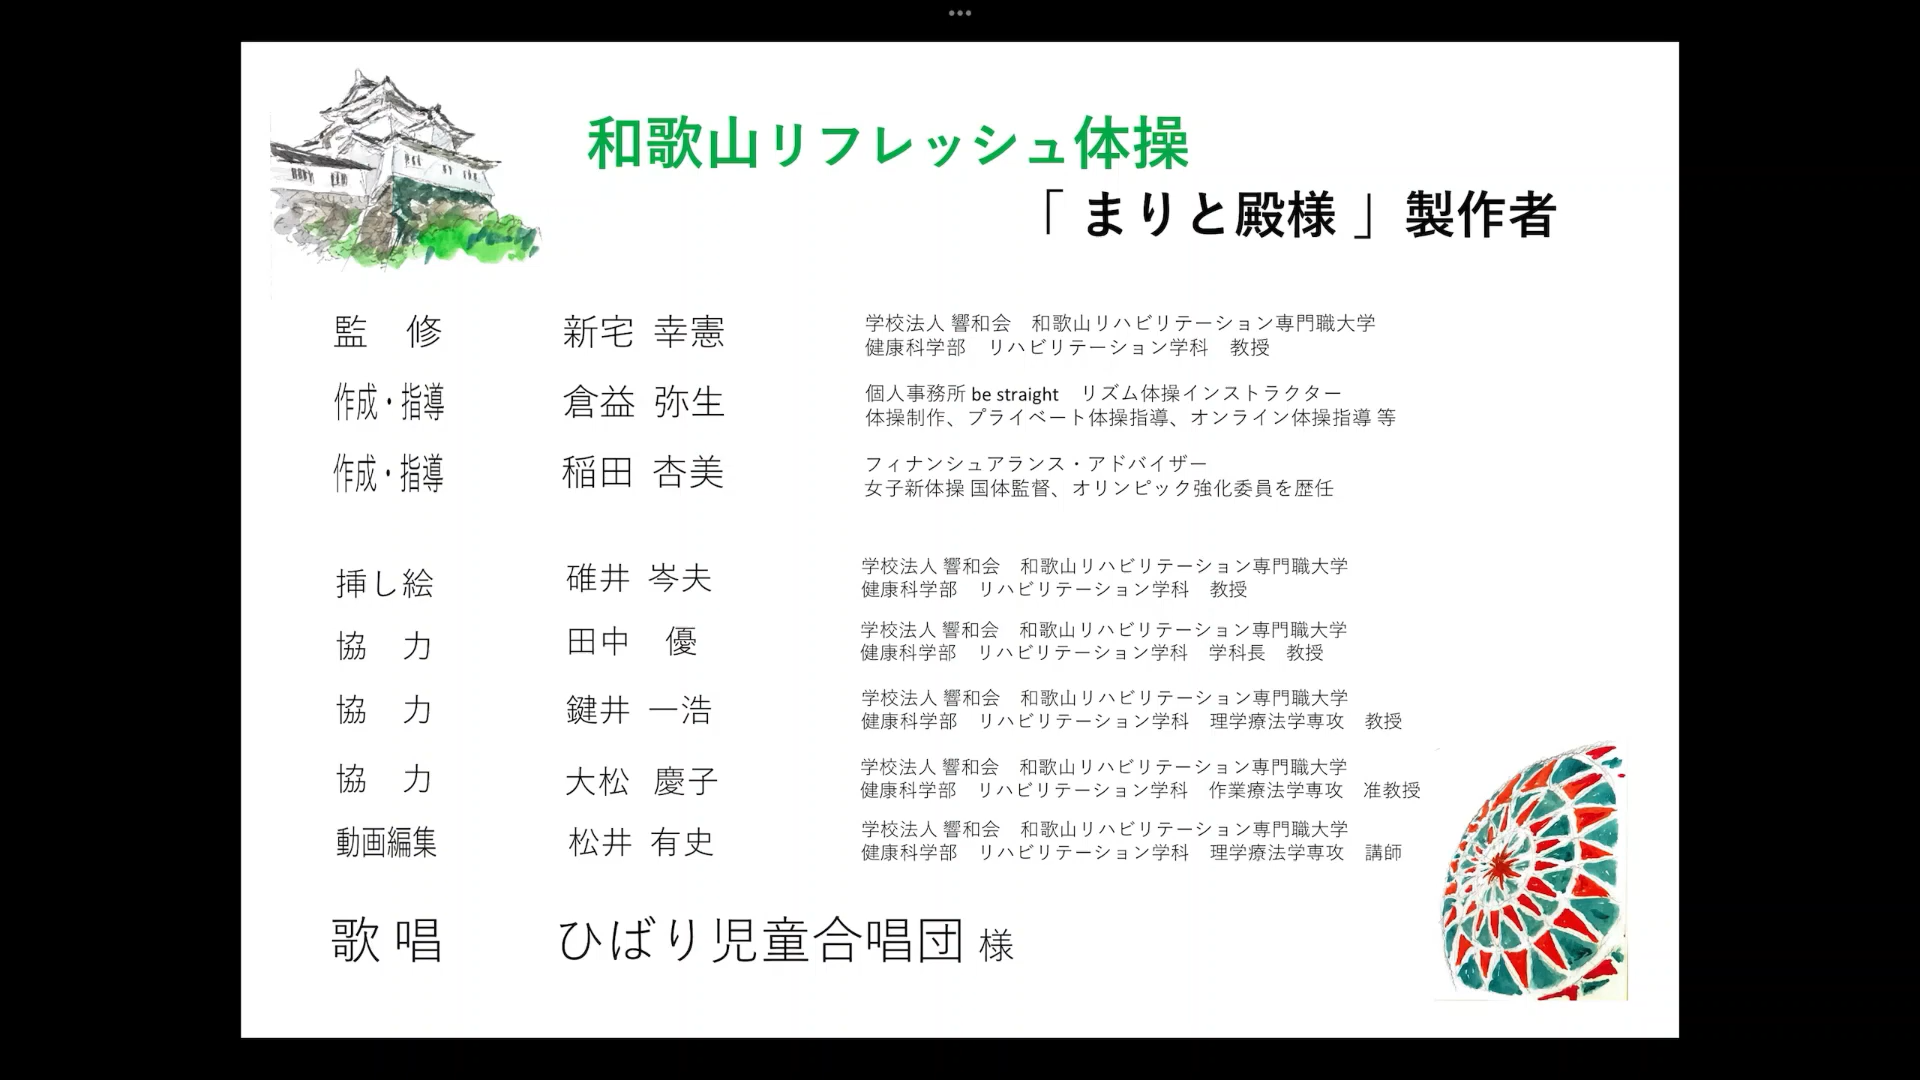 和歌山リフレッシュ体操
「 まりと殿様 」製作者
監　修　新宅 幸憲　学校法人 響和会　和歌山リハビリテーション専門職大学
健康科学部　リハビリテーション学科　教授
作成・指導　倉益 弥生　個人事務所 be straight　リズム体操インストラクター
体操制作、プライベート体操指導、オンライン体操指導 等
作成・指導　稲田 杏美　フィナンシュアランス・アドバイザー
女子新体操 国体監督、オリンピック強化委員を歴任
挿し絵　碓井 岑夫　学校法人 響和会　和歌山リハビリテーション専門職大学
健康科学部　リハビリテーション学科　教授
協　力　田中　優　学校法人 響和会　和歌山リハビリテーション専門職大学
健康科学部　リハビリテーション学科　学科長　教授
協　力　鍵井 一浩　学校法人 響和会　和歌山リハビリテーション専門職大学
健康科学部　リハビリテーション学科　理学療法学専攻　教授
協　力　大松 慶子　学校法人 響和会　和歌山リハビリテーション専門職大学
健康科学部　リハビリテーション学科　作業療法学専攻　准教授
動画編集　松井 有史　学校法人 響和会　和歌山リハビリテーション専門職大学
健康科学部　リハビリテーション学科　理学療法学専攻　講師
歌 唱　ひばり児童合唱団 様